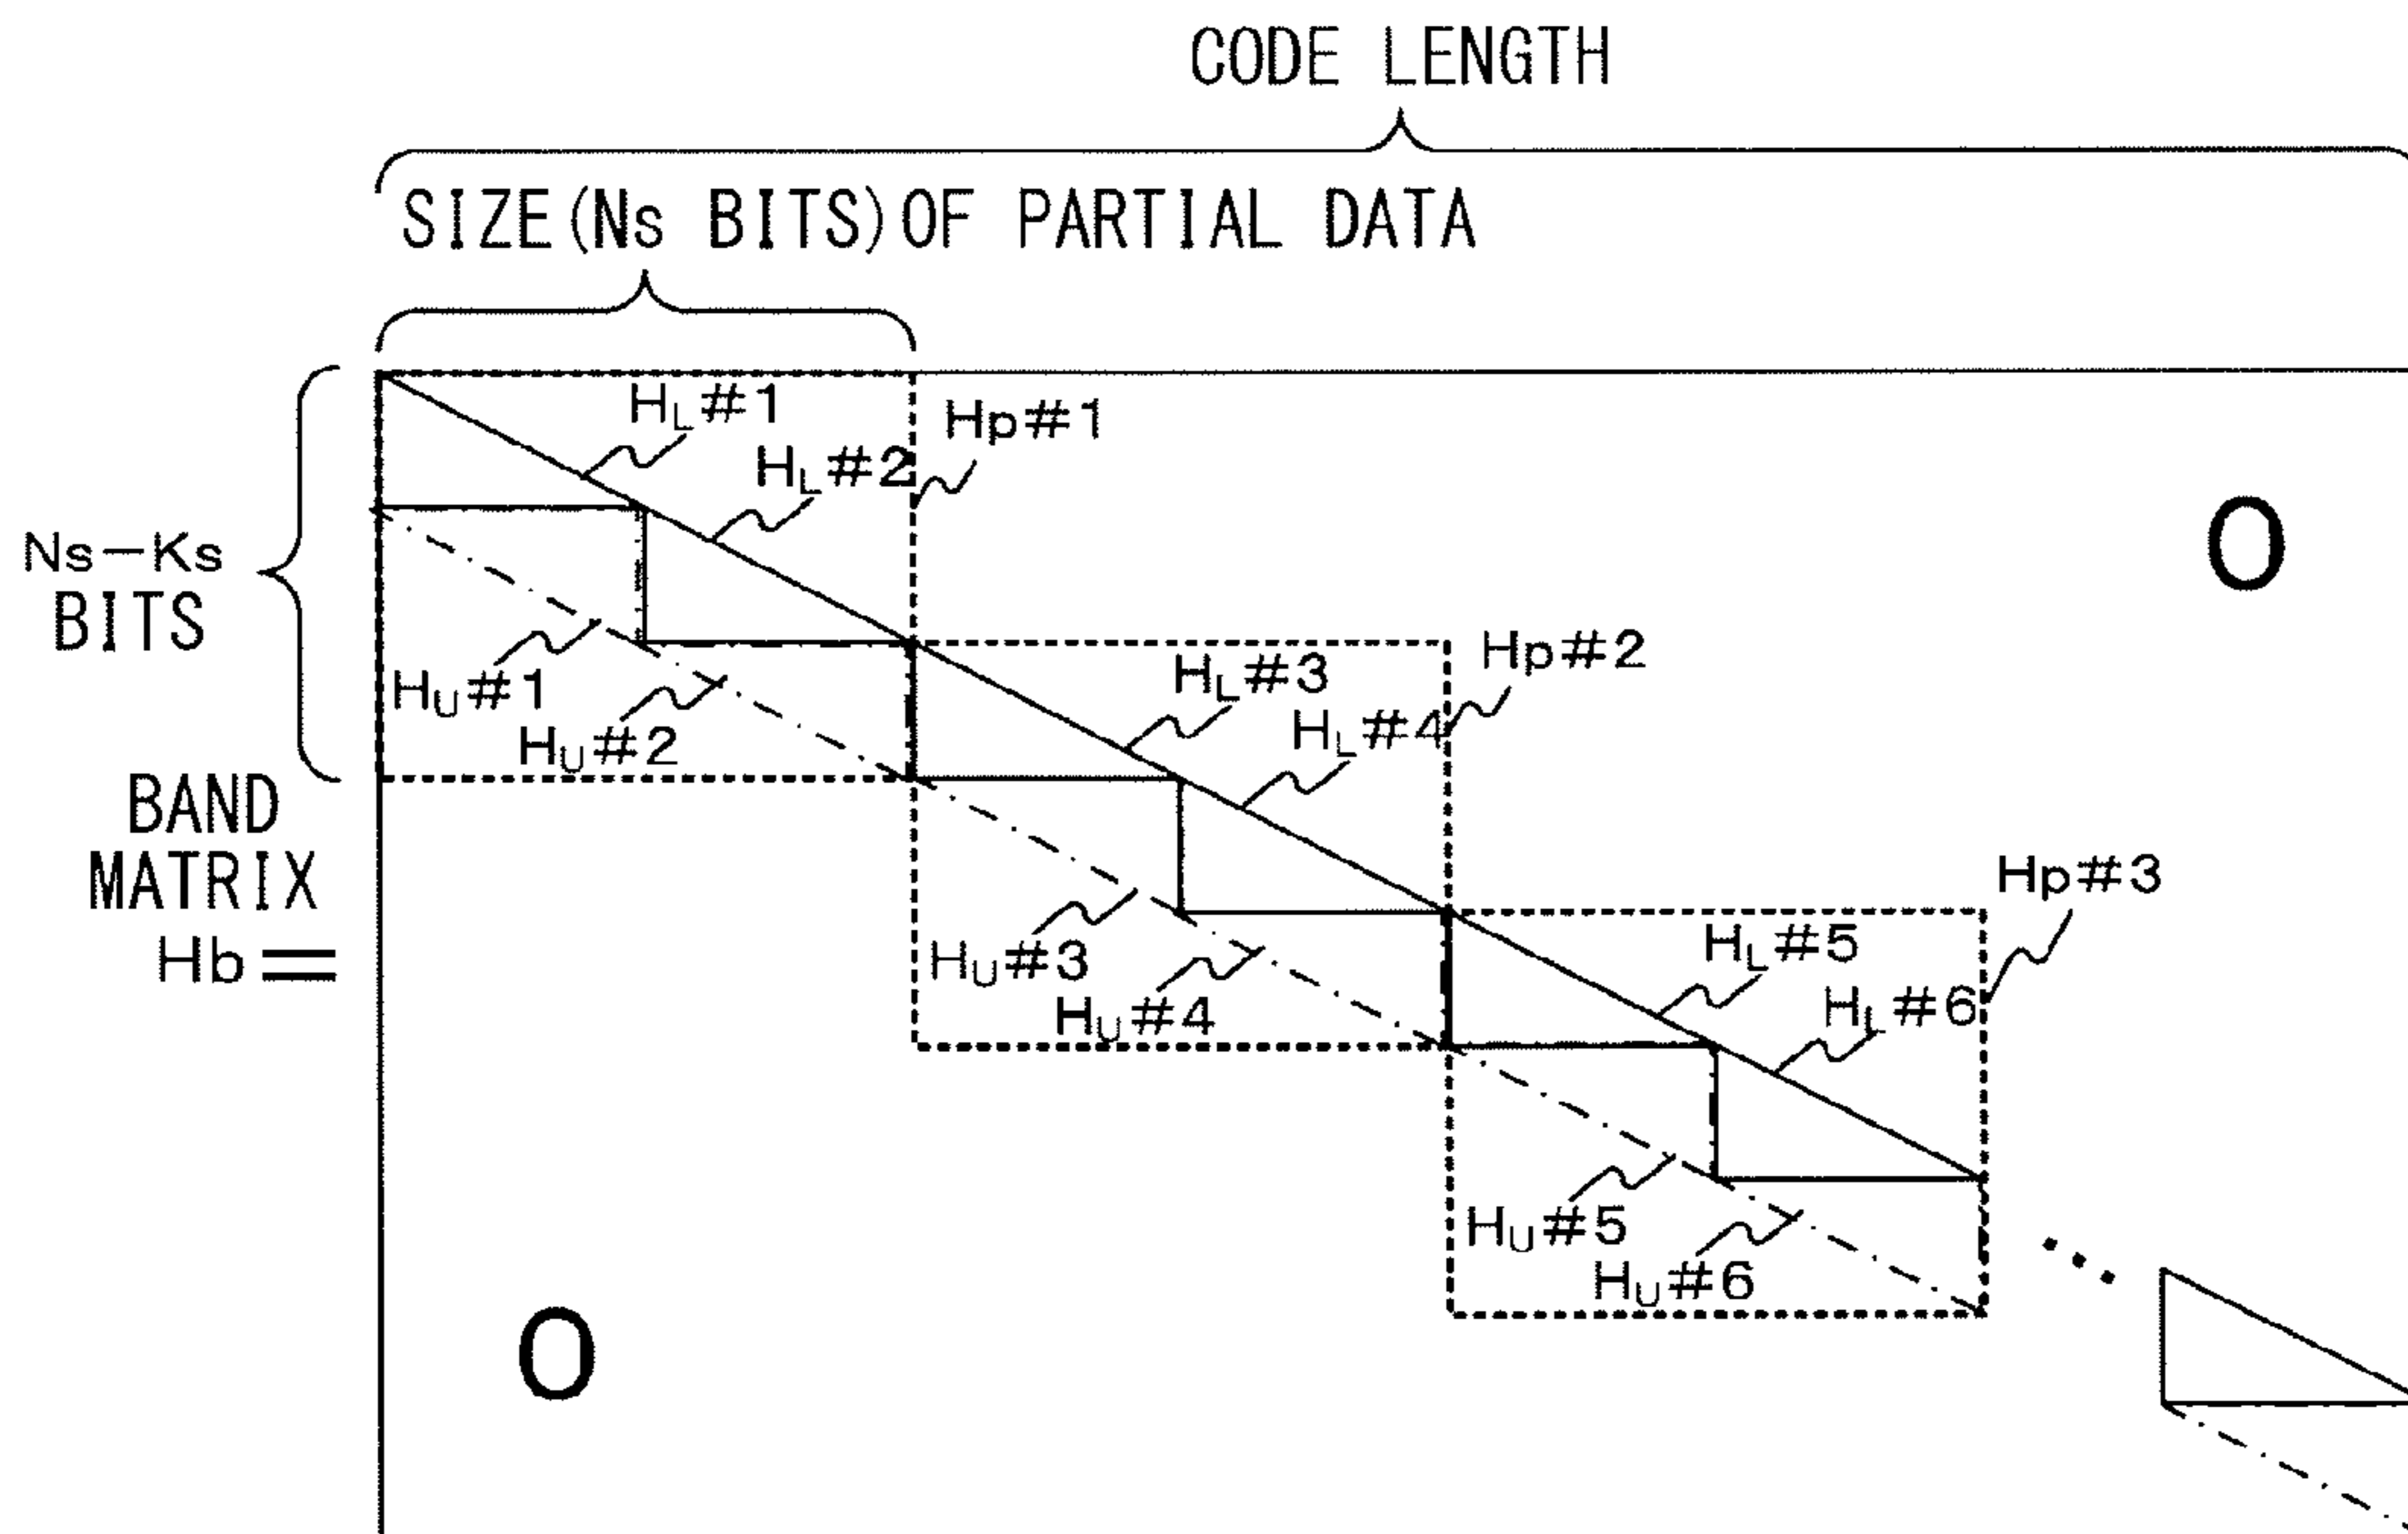 CODE LENGTH
SIZE(Ns BITS)OF PARTIAL DATA
HL#1
Hp#1
HL#2
Ns-Ks
BITS
HU#1
HU#2
HL#3
Hp#2
HL#4
BAND
MATRIX
Hb=
HU#3
HU#4
HL#5
Hp#3
HL#6
HU#5
HU#6
O
O